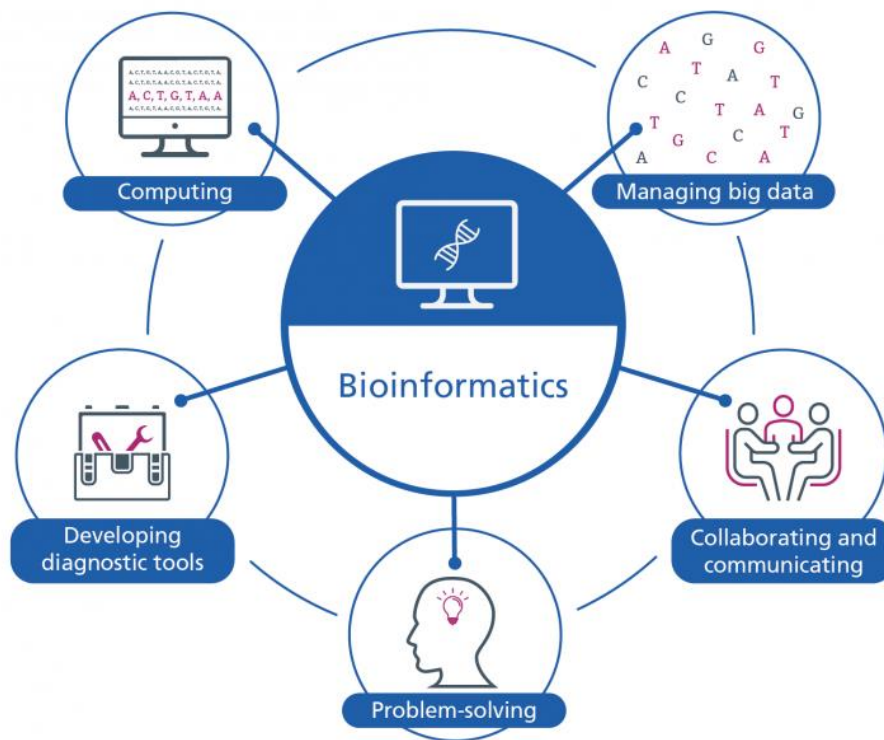 A, C, T, G, T, A, A
Computing
A G G
C T A T
C T A G
T G C T
A C A
Managing big data
Bioinformatics
Developing
diagnostic tools
Collaborating and
communicating
Problem-solving